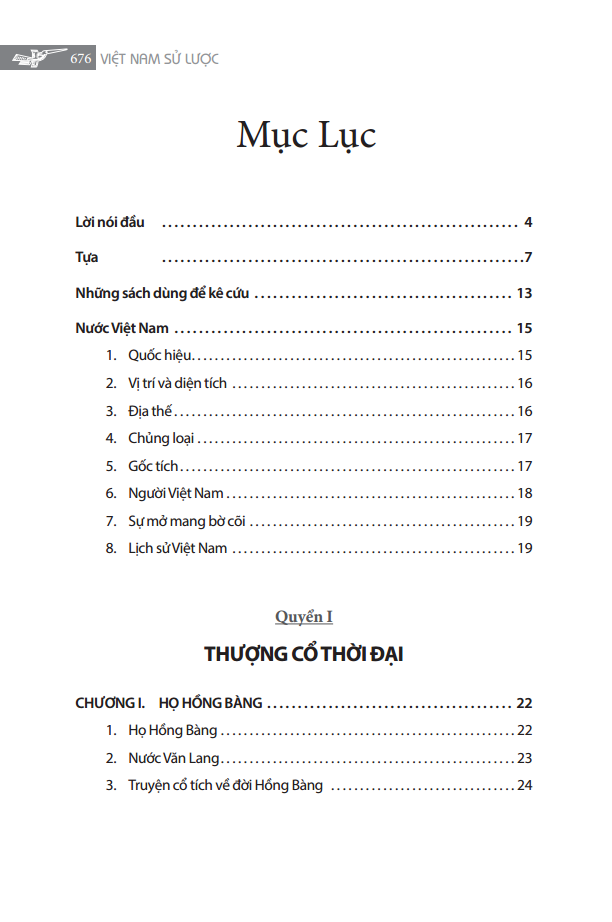 676 VIỆT NAM SỬ LƯỢC
Mục Lục
Lời nói đầu ........................................................... 4
Tựa ............................................................7
Những sách dùng để kê cứu ........................................... 13
Nước Việt Nam ........................................................ 15
1. Quốc hiệu......................................................15
2. Vị trí và diện tích ...............................................16
3. Địa thế.........................................................16
4. Chủng loại .....................................................17
5. Gốc tích........................................................17
6. Người Việt Nam ................................................18
7. Sự mở mang bờ cõi ............................................19
8. Lịch sử Việt Nam ...............................................19
Quyển I
THƯỢNG CỔ THỜI ĐẠI
CHƯƠNG I. HỌ HỒNG BÀNG ......................................... 22
1. Họ Hồng Bàng .................................................22
2. Nước Văn Lang.................................................23
3. Truyện cổ tích về đời Hồng Bàng ...............................24